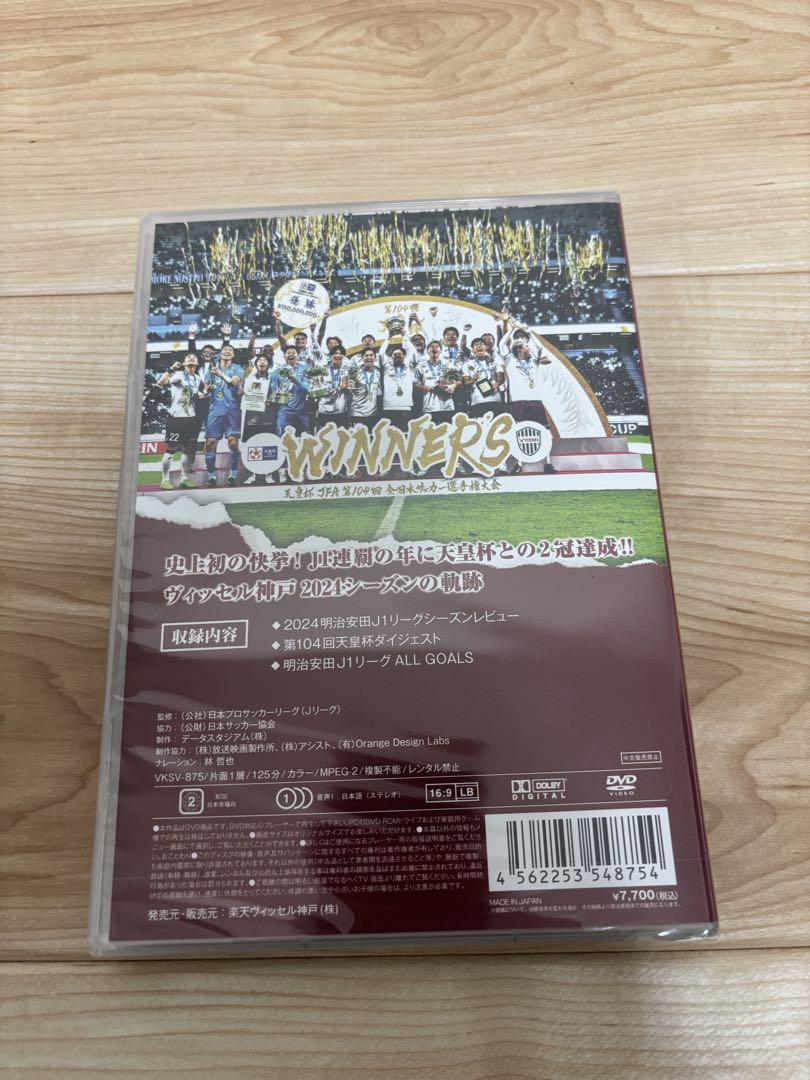 優勝
¥150,000,000-
第104回
22
CUP
WINNERS
VISSEL
天皇杯 JFA 第104回 全日本サッカー選手権大会
史上初の快挙!J1連覇の年に天皇杯との2冠達成!!
ヴィッセル神戸 2024シーズンの軌跡
収録内容
◆2024明治安田J1リーグシーズンレビュー
◆第104回天皇杯ダイジェスト
◆明治安田J1リーグ ALL GOALS
監修:(公社)日本プロサッカーリーグ(Jリーグ)
協力:(公財)日本サッカー協会
制作:データスタジアム(株)
制作協力:(株)放送映画製作所、(株)アシスト、(有)Orange Design Labs
ナレーション:林 哲也
VKSV-875/片面1層/125分/カラー/MPEG-2/複製不能/レンタル禁止
中古販売禁止
2 NTSC 日本市場向
1 音声1:日本語(ステレオ)
16:9 LB
DOLBY DIGITAL
DVD VIDEO
4562253548754
¥7,700(税込)
MADE IN JAPAN
発売元・販売元:楽天ヴィッセル神戸(株)